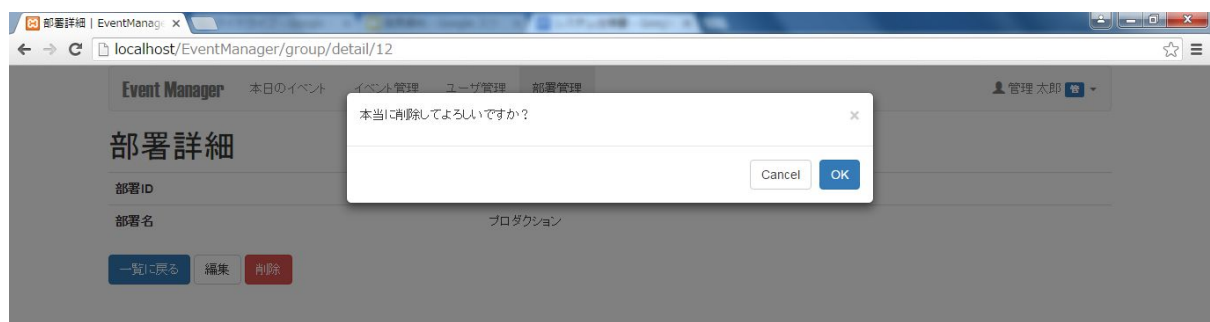 部署詳細 | EventManage
localhost/EventManager/group/detail/12
Event Manager 本日のイベント イベント管理 ユーザ管理 部署管理 管理 太郎 管
本当に削除してよろしいですか?
×
Cancel OK
部署詳細
部署ID
部署名 プロダクション
一覧に戻る 編集 削除